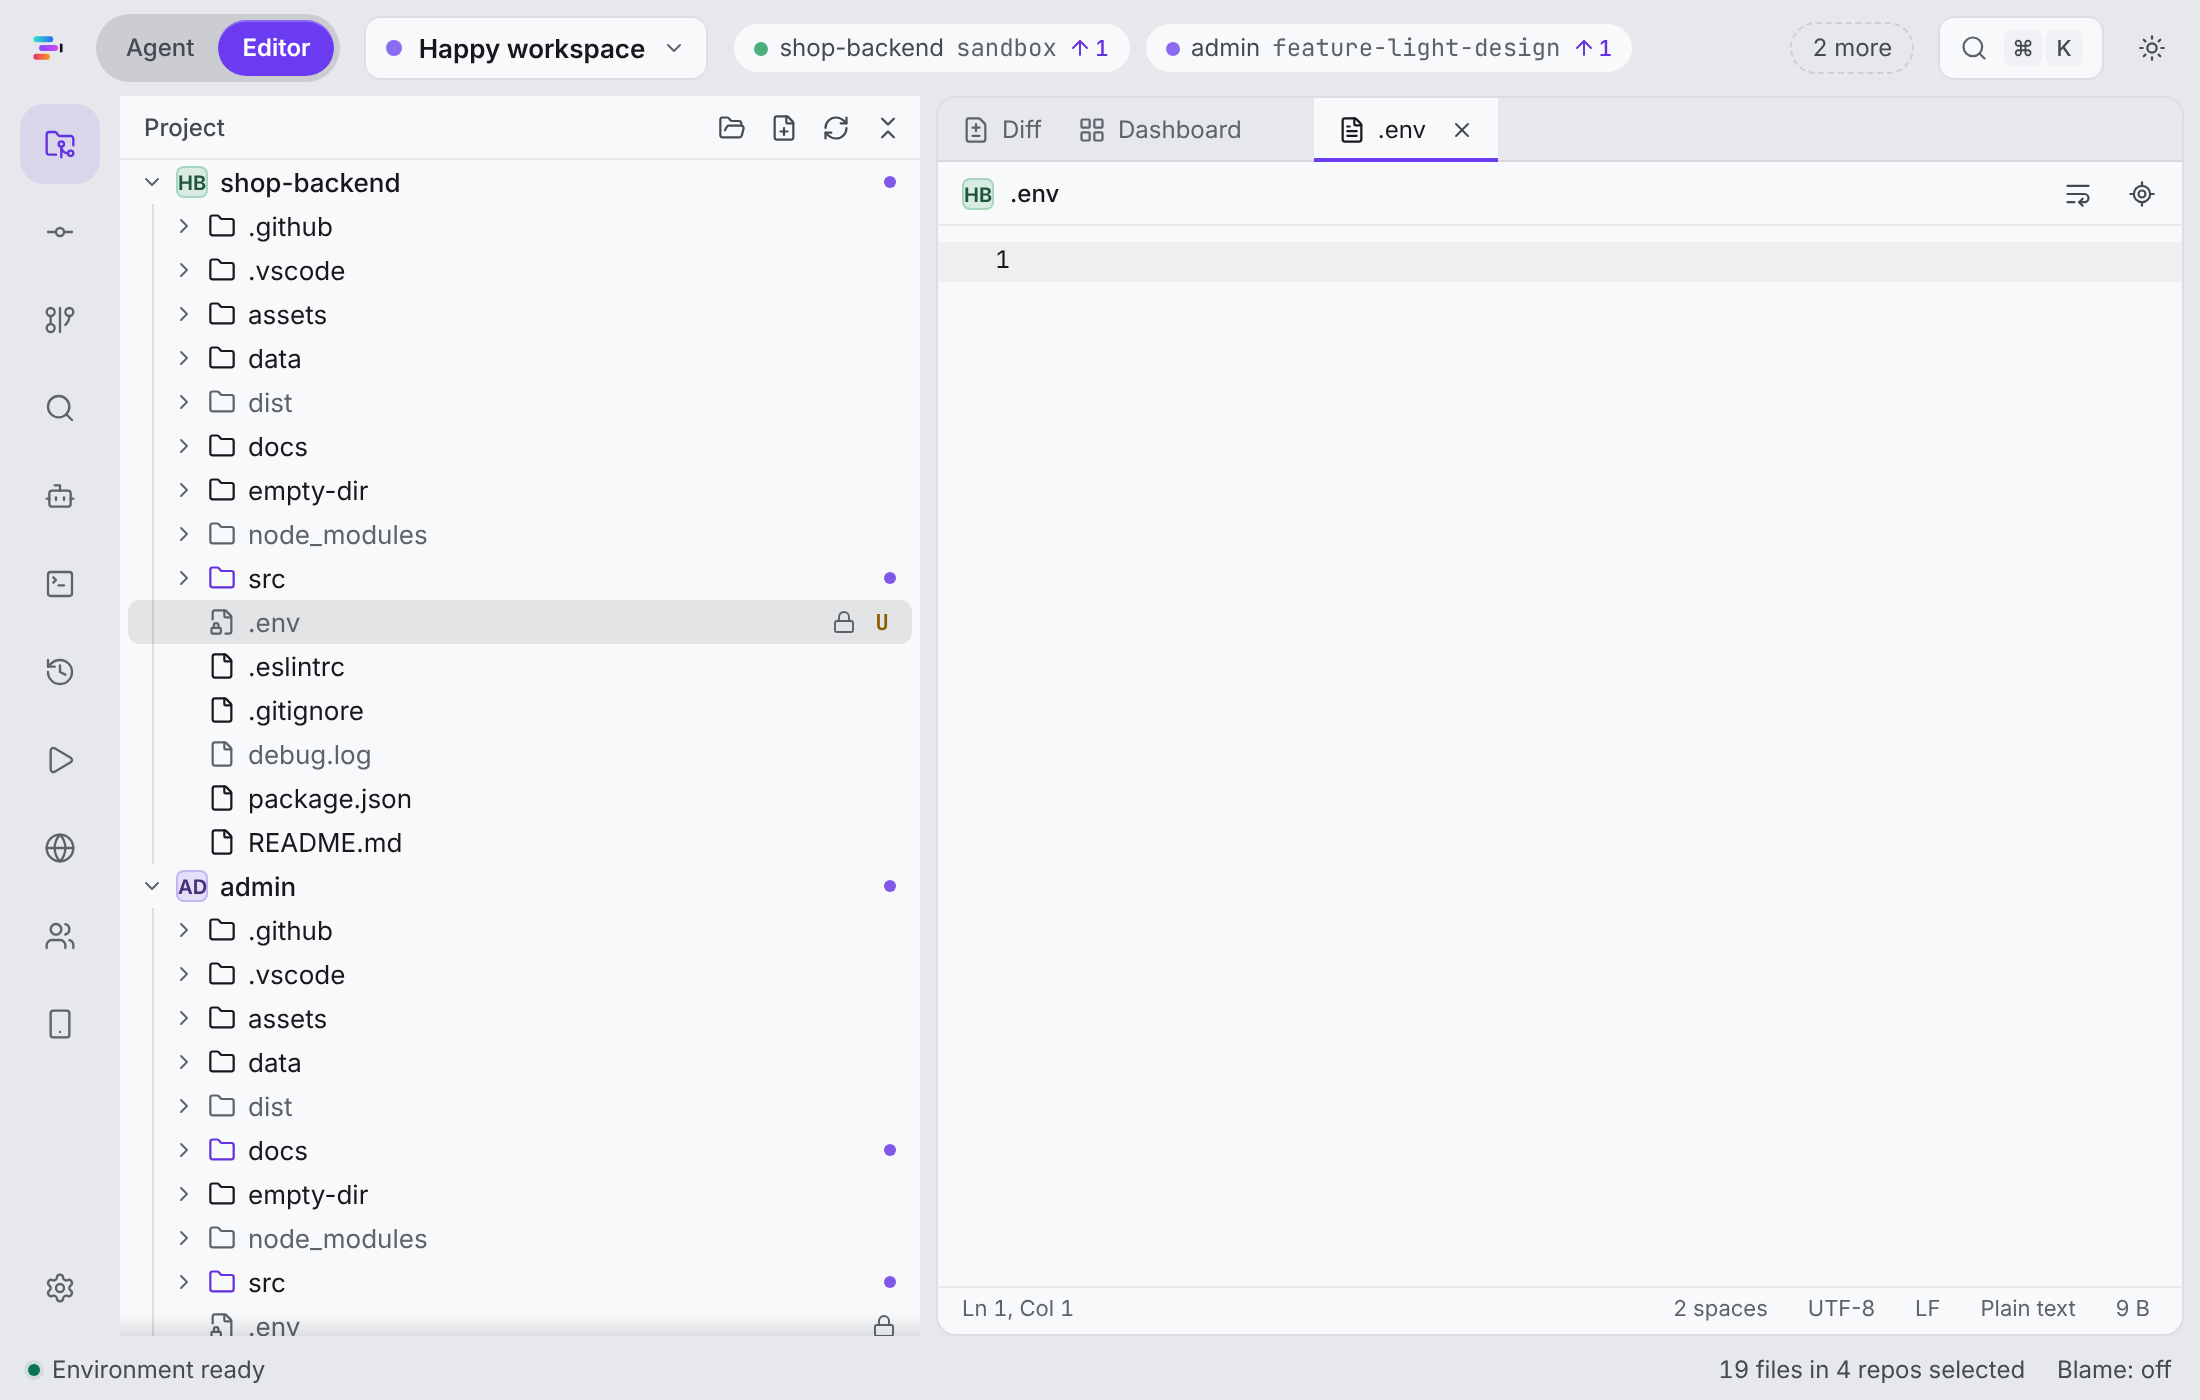 Agent Editor Happy workspace shop-backend sandbox ↑1 admin feature-light-design ↑1 2 more ⌘ K
Project
HB shop-backend
.github
.vscode
assets
data
dist
docs
empty-dir
node_modules
src
.env U
.eslintrc
.gitignore
debug.log
package.json
README.md
AD admin
.github
.vscode
assets
data
dist
docs
empty-dir
node_modules
src
.env
Diff Dashboard .env
HB .env
1
Ln 1, Col 1 2 spaces UTF-8 LF Plain text 9 B
Environment ready 19 files in 4 repos selected Blame: off